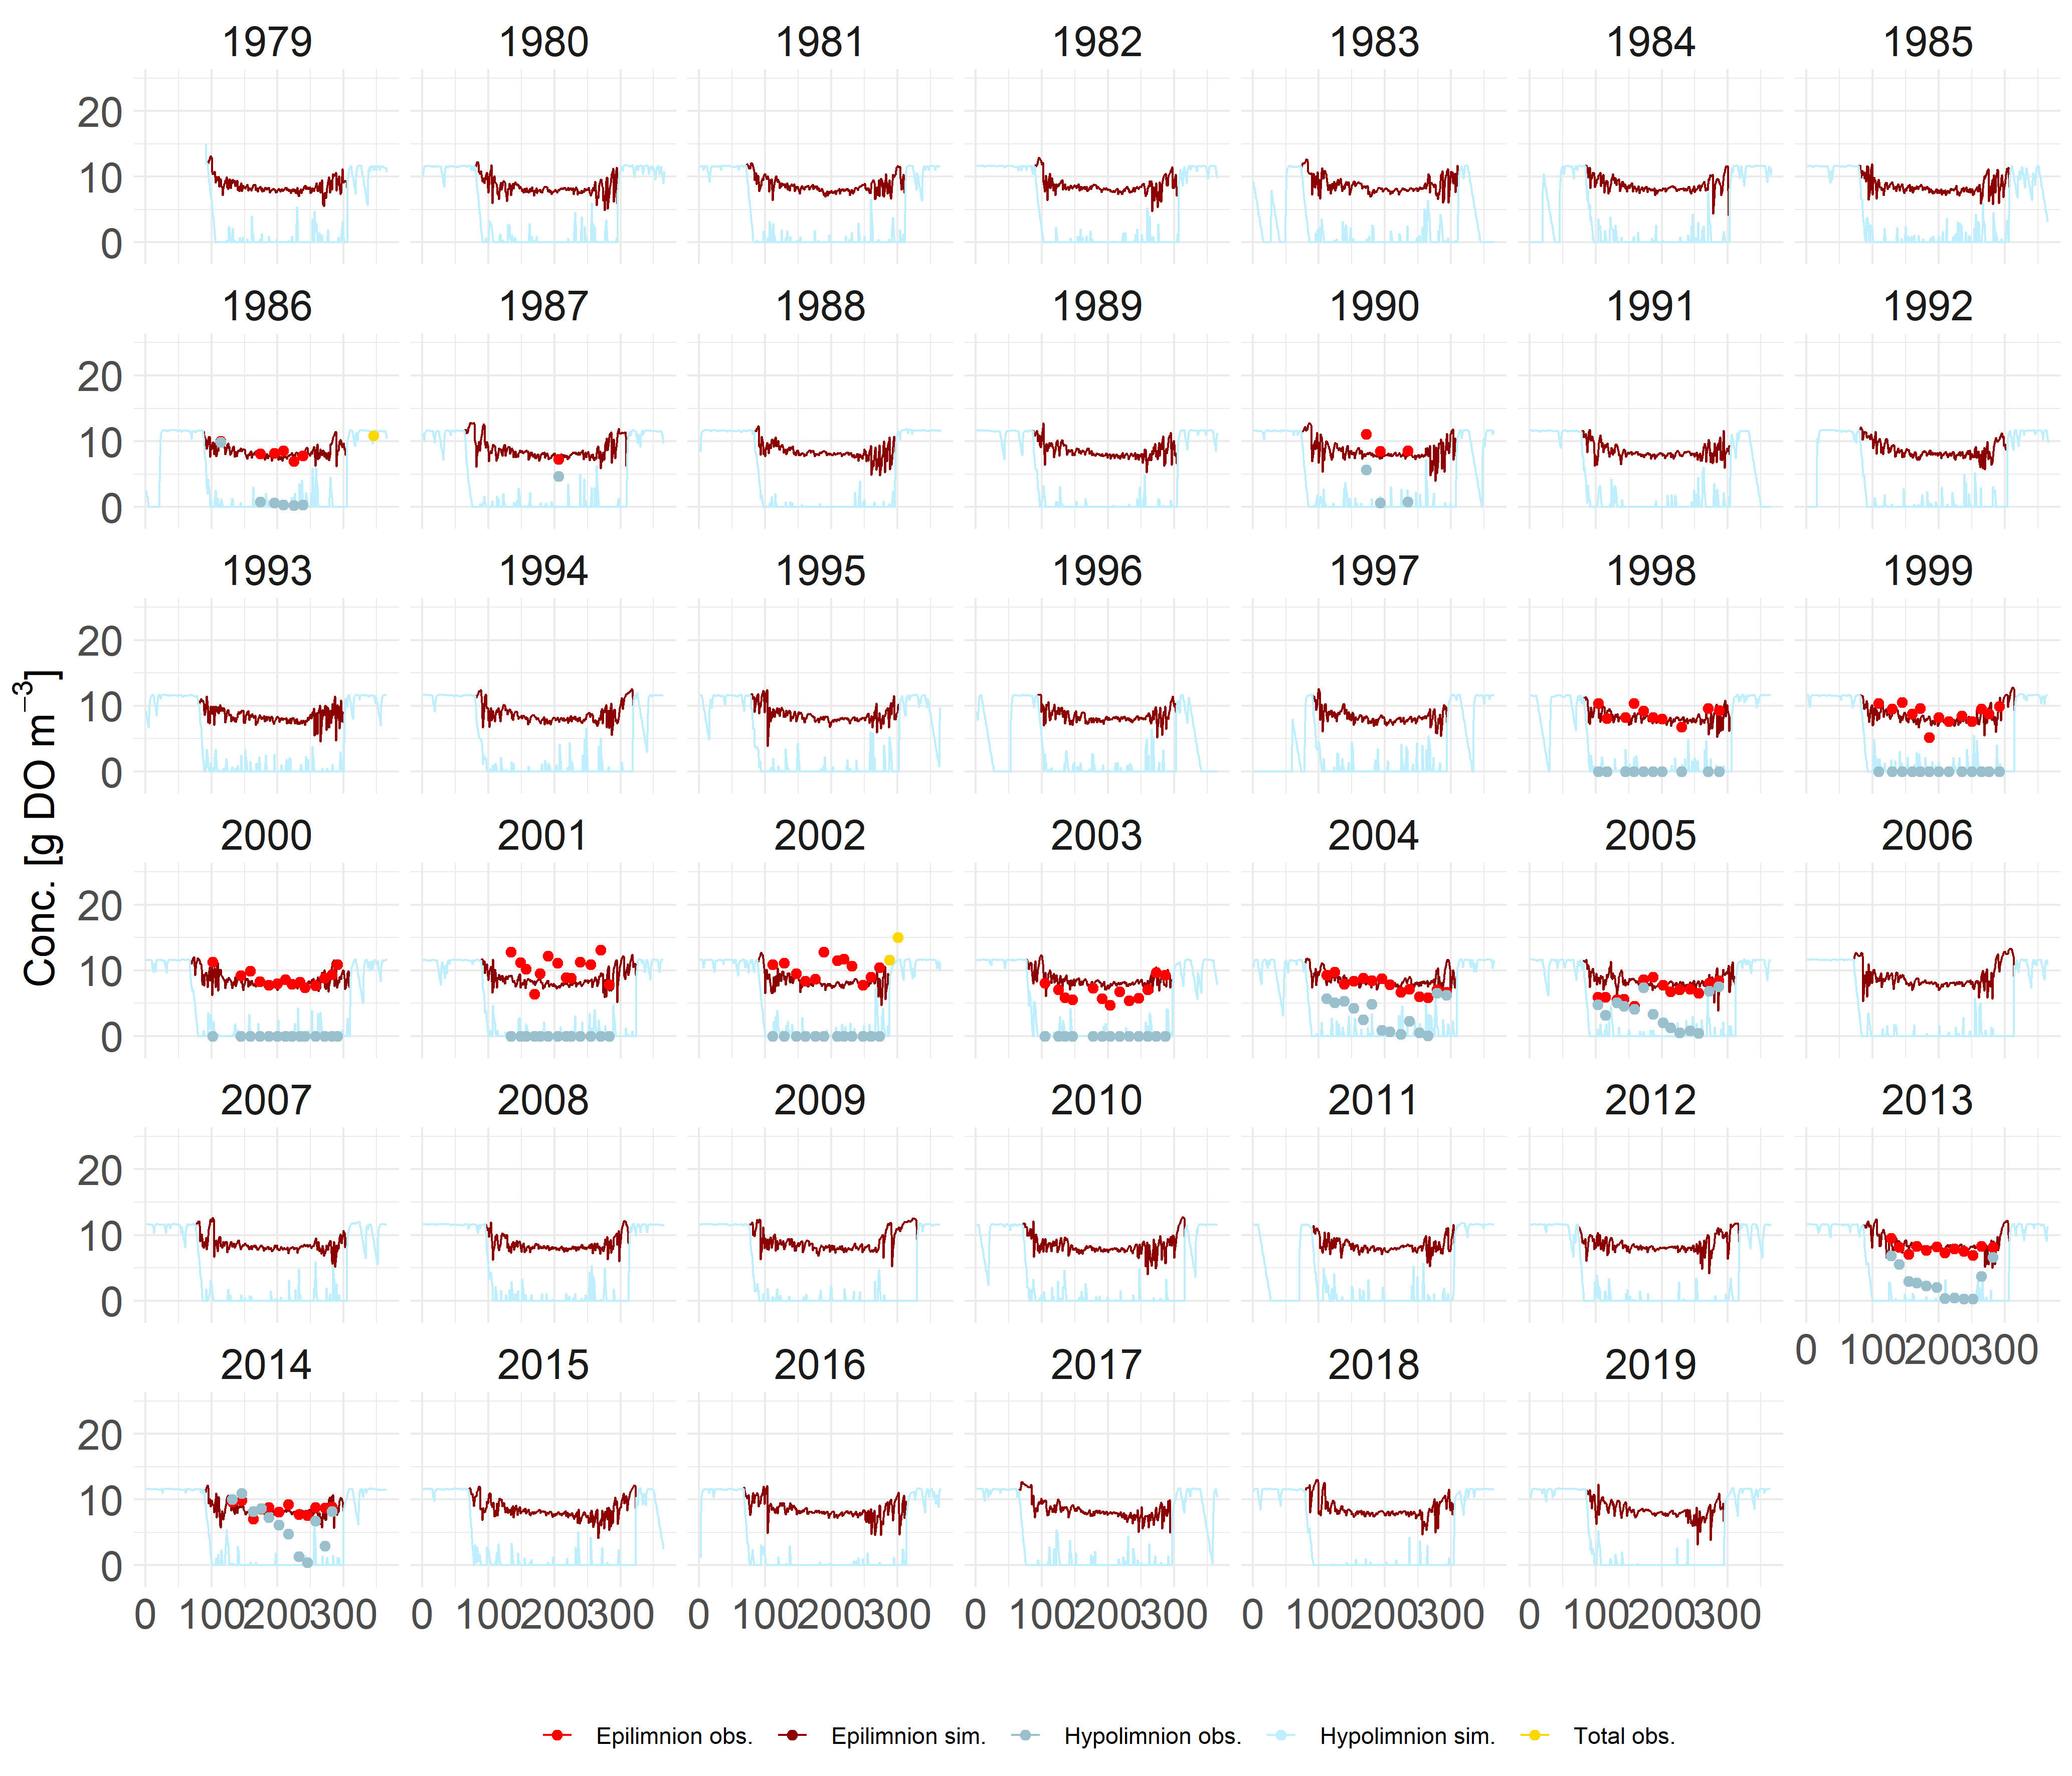 1979 1980 1981 1982 1983 1984 1985
20
10
0
1986 1987 1988 1989 1990 1991 1992
20
10
0
1993 1994 1995 1996 1997 1998 1999
20
10
0
Conc. [g DO m⁻³]
2000 2001 2002 2003 2004 2005 2006
20
10
0
2007 2008 2009 2010 2011 2012 2013
20
10
0
0 100 200 300
2014 2015 2016 2017 2018 2019
20
10
0
0 100 200 300 0 100 200 300 0 100 200 300 0 100 200 300 0 100 200 300 0 100 200 300
Epilimnion obs. Epilimnion sim. Hypolimnion obs. Hypolimnion sim. Total obs.